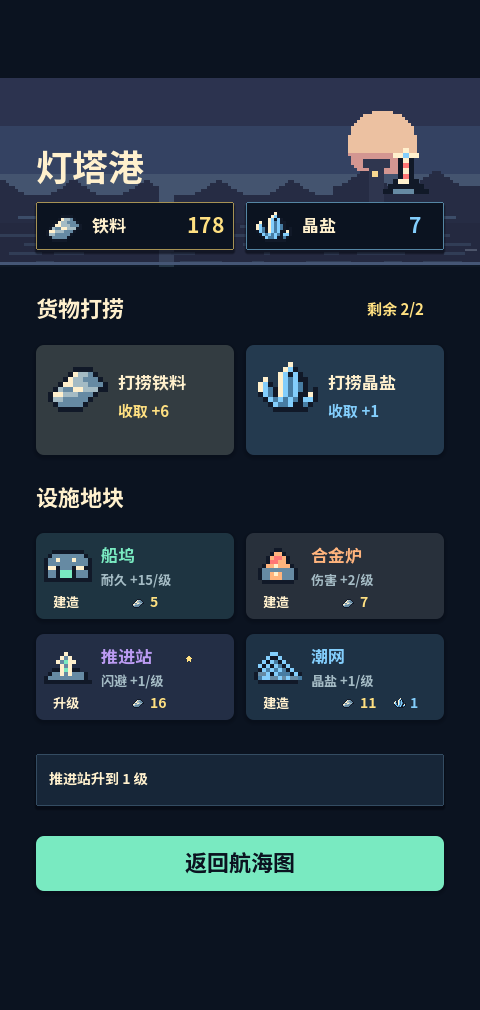 灯塔港
铁料 178
晶盐 7
货物打捞 剩余 2/2
打捞铁料
收取 +6
打捞晶盐
收取 +1
设施地块
船坞
耐久 +15/级
建造 5
合金炉
伤害 +2/级
建造 7
推进站
闪避 +1/级
升级 16
潮网
晶盐 +1/级
建造 11 1
推进站升到 1 级
返回航海图